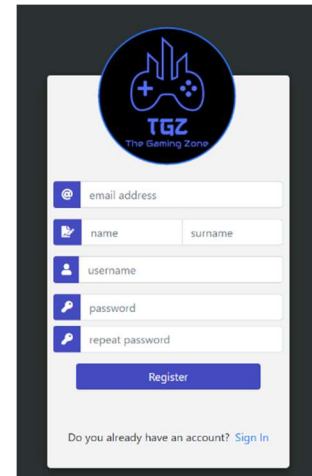 TGZ
The Gaming Zone
@ email address
name surname
username
password
repeat password
Register
Do you already have an account? Sign In